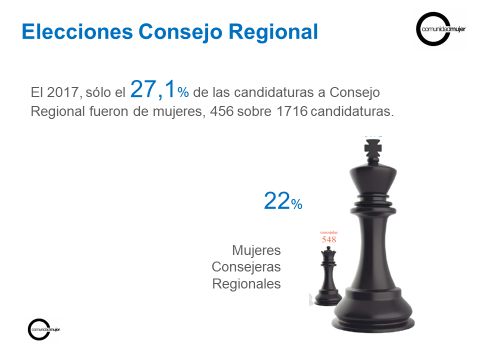 Elecciones Consejo Regional
comunidadmujer
El 2017, sólo el 27,1% de las candidaturas a Consejo
Regional fueron de mujeres, 456 sobre 1716 candidaturas.
22%
548
Mujeres
Consejeras
Regionales
comunidadmujer